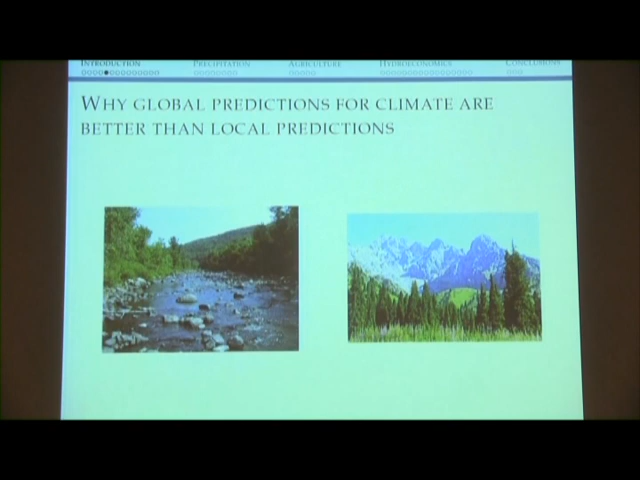 INTRODUCTION PRECIPITATION AGRICULTURE HYDROECONOMICS CONCLUSIONS
WHY GLOBAL PREDICTIONS FOR CLIMATE ARE
BETTER THAN LOCAL PREDICTIONS